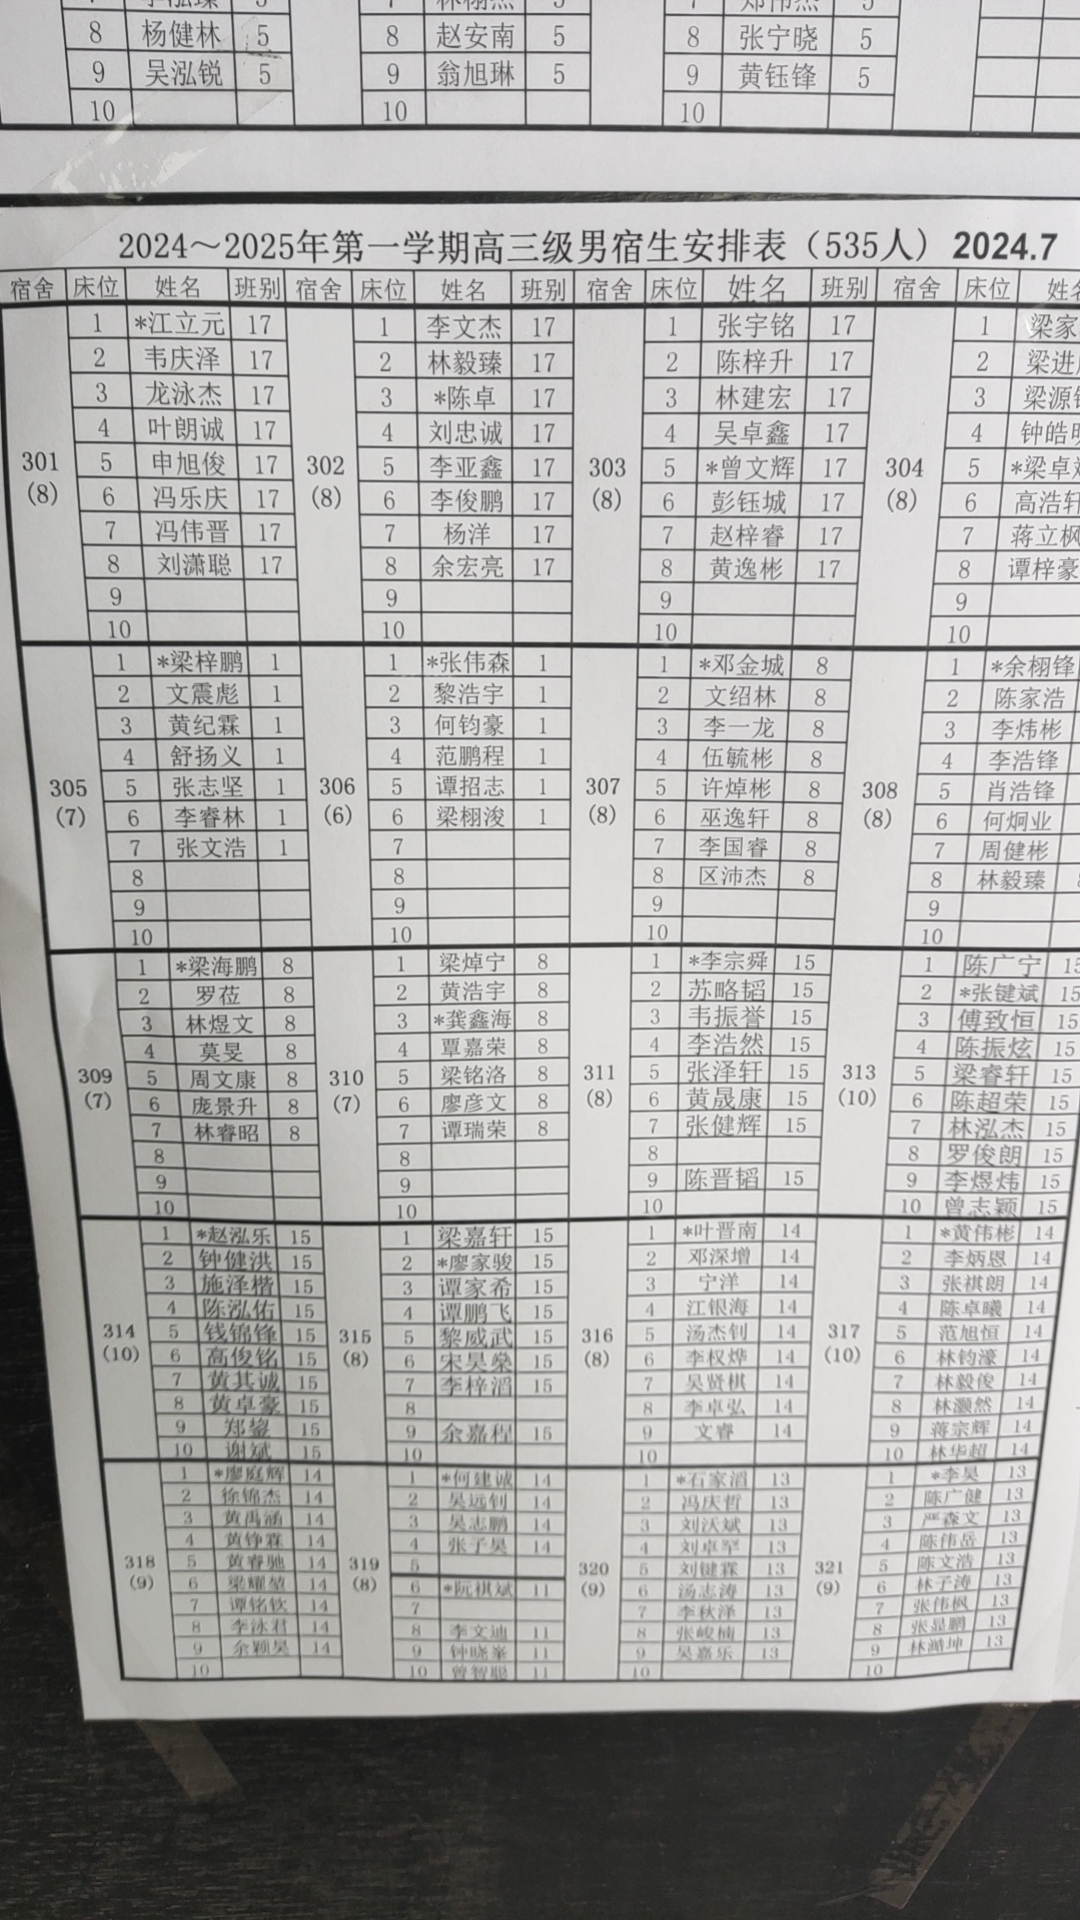 8 杨健林 5 8 赵安南 5 8 张宁晓 5
9 吴泓锐 5 9 翁旭琳 5 9 黄钰锋 5
10 10 10
2024～2025年第一学期高三级男宿生安排表（535人）2024.7
宿舍 床位 姓名 班别 宿舍 床位 姓名 班别 宿舍 床位 姓名 班别 宿舍 床位 姓名
301 (8) 302 (8) 303 (8) 304 (8)
1 *江立元 17 1 李文杰 17 1 张宇铭 17 1 梁家
2 韦庆泽 17 2 林毅臻 17 2 陈梓升 17 2 梁进
3 龙泳杰 17 3 *陈卓 17 3 林建宏 17 3 梁源
4 叶朗诚 17 4 刘忠诚 17 4 吴卓鑫 17 4 钟皓
5 申旭俊 17 5 李亚鑫 17 5 *曾文辉 17 5 *梁卓
6 冯乐庆 17 6 李俊鹏 17 6 彭钰城 17 6 高浩轩
7 冯伟晋 17 7 杨洋 17 7 赵梓睿 17 7 蒋立枫
8 刘潇聪 17 8 余宏亮 17 8 黄逸彬 17 8 谭梓豪
9 9 9 9
10 10 10 10
305 (7) 306 (6) 307 (8) 308 (8)
1 *梁梓鹏 1 1 *张伟森 1 1 *邓金城 8 1 *余栩锋
2 文震彪 1 2 黎浩宇 1 2 文绍林 8 2 陈家浩
3 黄纪霖 1 3 何钧豪 1 3 李一龙 8 3 李炜彬
4 舒扬义 1 4 范鹏程 1 4 伍毓彬 8 4 李浩锋
5 张志坚 1 5 谭招志 1 5 许焯彬 8 5 肖浩锋
6 李睿林 1 6 梁栩浚 1 6 巫逸轩 8 6 何炯业
7 张文浩 1 7 7 李国睿 8 7 周健彬
8 8 8 区沛杰 8 8 林毅臻
9 9 9 9
10 10 10 10
309 (7) 310 (7) 311 (8) 313 (10)
1 *梁海鹏 8 1 梁焯宁 8 1 *李宗舜 15 1 陈广宁 15
2 罗莅 8 2 黄浩宇 8 2 苏略韬 15 2 *张键斌 15
3 林煜文 8 3 *龚鑫海 8 3 韦振誉 15 3 傅致恒 15
4 莫旻 8 4 覃嘉荣 8 4 李浩然 15 4 陈振炫 15
5 周文康 8 5 梁铭洛 8 5 张泽轩 15 5 梁睿轩 15
6 庞景升 8 6 廖彦文 8 6 黄晟康 15 6 陈超荣 15
7 林睿昭 8 7 谭瑞荣 8 7 张健辉 15 7 林泓杰 15
8 8 8 8 罗俊朗 15
9 9 9 陈晋韬 15 9 李煜炜 15
10 10 10 10 曾志颖 15
314 (10) 315 (8) 316 (8) 317 (10)
1 *赵泓乐 15 1 梁嘉轩 15 1 *叶晋南 14 1 *黄伟彬 14
2 钟健洪 15 2 *廖家骏 15 2 邓深增 14 2 李炳恩 14
3 施泽楷 15 3 谭家希 15 3 宁洋 14 3 张祺朗 14
4 陈泓佑 15 4 谭鹏飞 15 4 江银海 14 4 陈卓曦 14
5 钱锦锋 15 5 黎威武 15 5 汤杰钊 14 5 范旭恒 14
6 高俊铭 15 6 宋昊燊 15 6 李权烨 14 6 林钧濠 14
7 黄其诚 15 7 李梓滔 15 7 吴贤棋 14 7 林毅俊 14
8 黄卓豪 15 8 8 李卓弘 14 8 林灏然 14
9 郑鋆 15 9 余嘉程 15 9 文睿 14 9 蒋宗辉 14
10 谢斌 15 10 10 10 林华超 14
318 (9) 319 (8) 320 (9) 321 (9)
1 *廖庭辉 14 1 *何建诚 14 1 *石家滔 13 1 *李昊 13
2 徐锦杰 14 2 吴远钊 14 2 冯庆哲 13 2 陈广健 13
3 黄禹涵 14 3 吴志鹏 14 3 刘沃斌 13 3 严森文 13
4 黄铮霖 14 4 张子昊 14 4 刘卓军 13 4 陈伟岳 13
5 黄睿驰 14 5 5 刘键霖 13 5 陈文浩 13
6 梁耀堃 14 6 *阮祺斌 11 6 汤志涛 13 6 林子涛 13
7 谭铭钦 14 7 7 李秋泽 13 7 张伟枫 13
8 李泳君 14 8 李文迪 11 8 张峻楠 13 8 张显鹏 13
9 余颖昊 14 9 钟晓峯 11 9 吴嘉乐 13 9 林湖坤 13
10 10 曾智聪 11 10 10